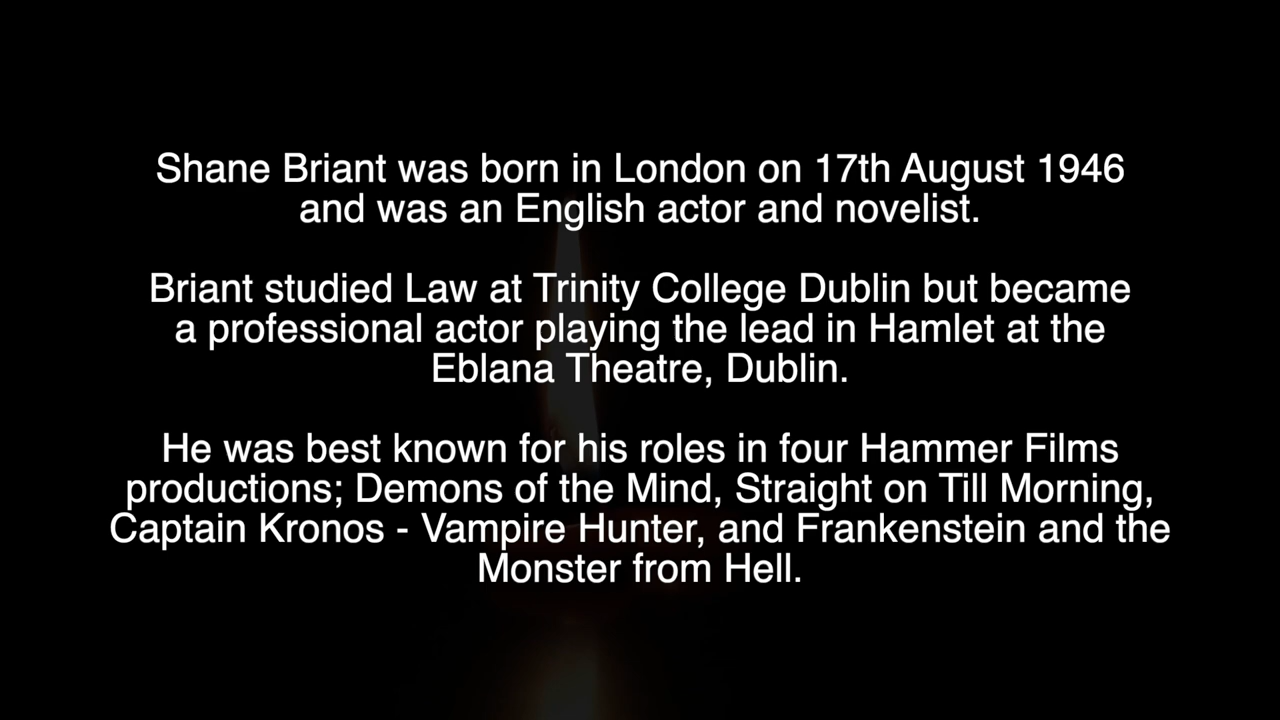 Shane Briant was born in London on 17th August 1946
and was an English actor and novelist.
Briant studied Law at Trinity College Dublin but became
a professional actor playing the lead in Hamlet at the
Eblana Theatre, Dublin.
He was best known for his roles in four Hammer Films
productions; Demons of the Mind, Straight on Till Morning,
Captain Kronos - Vampire Hunter, and Frankenstein and the
Monster from Hell.